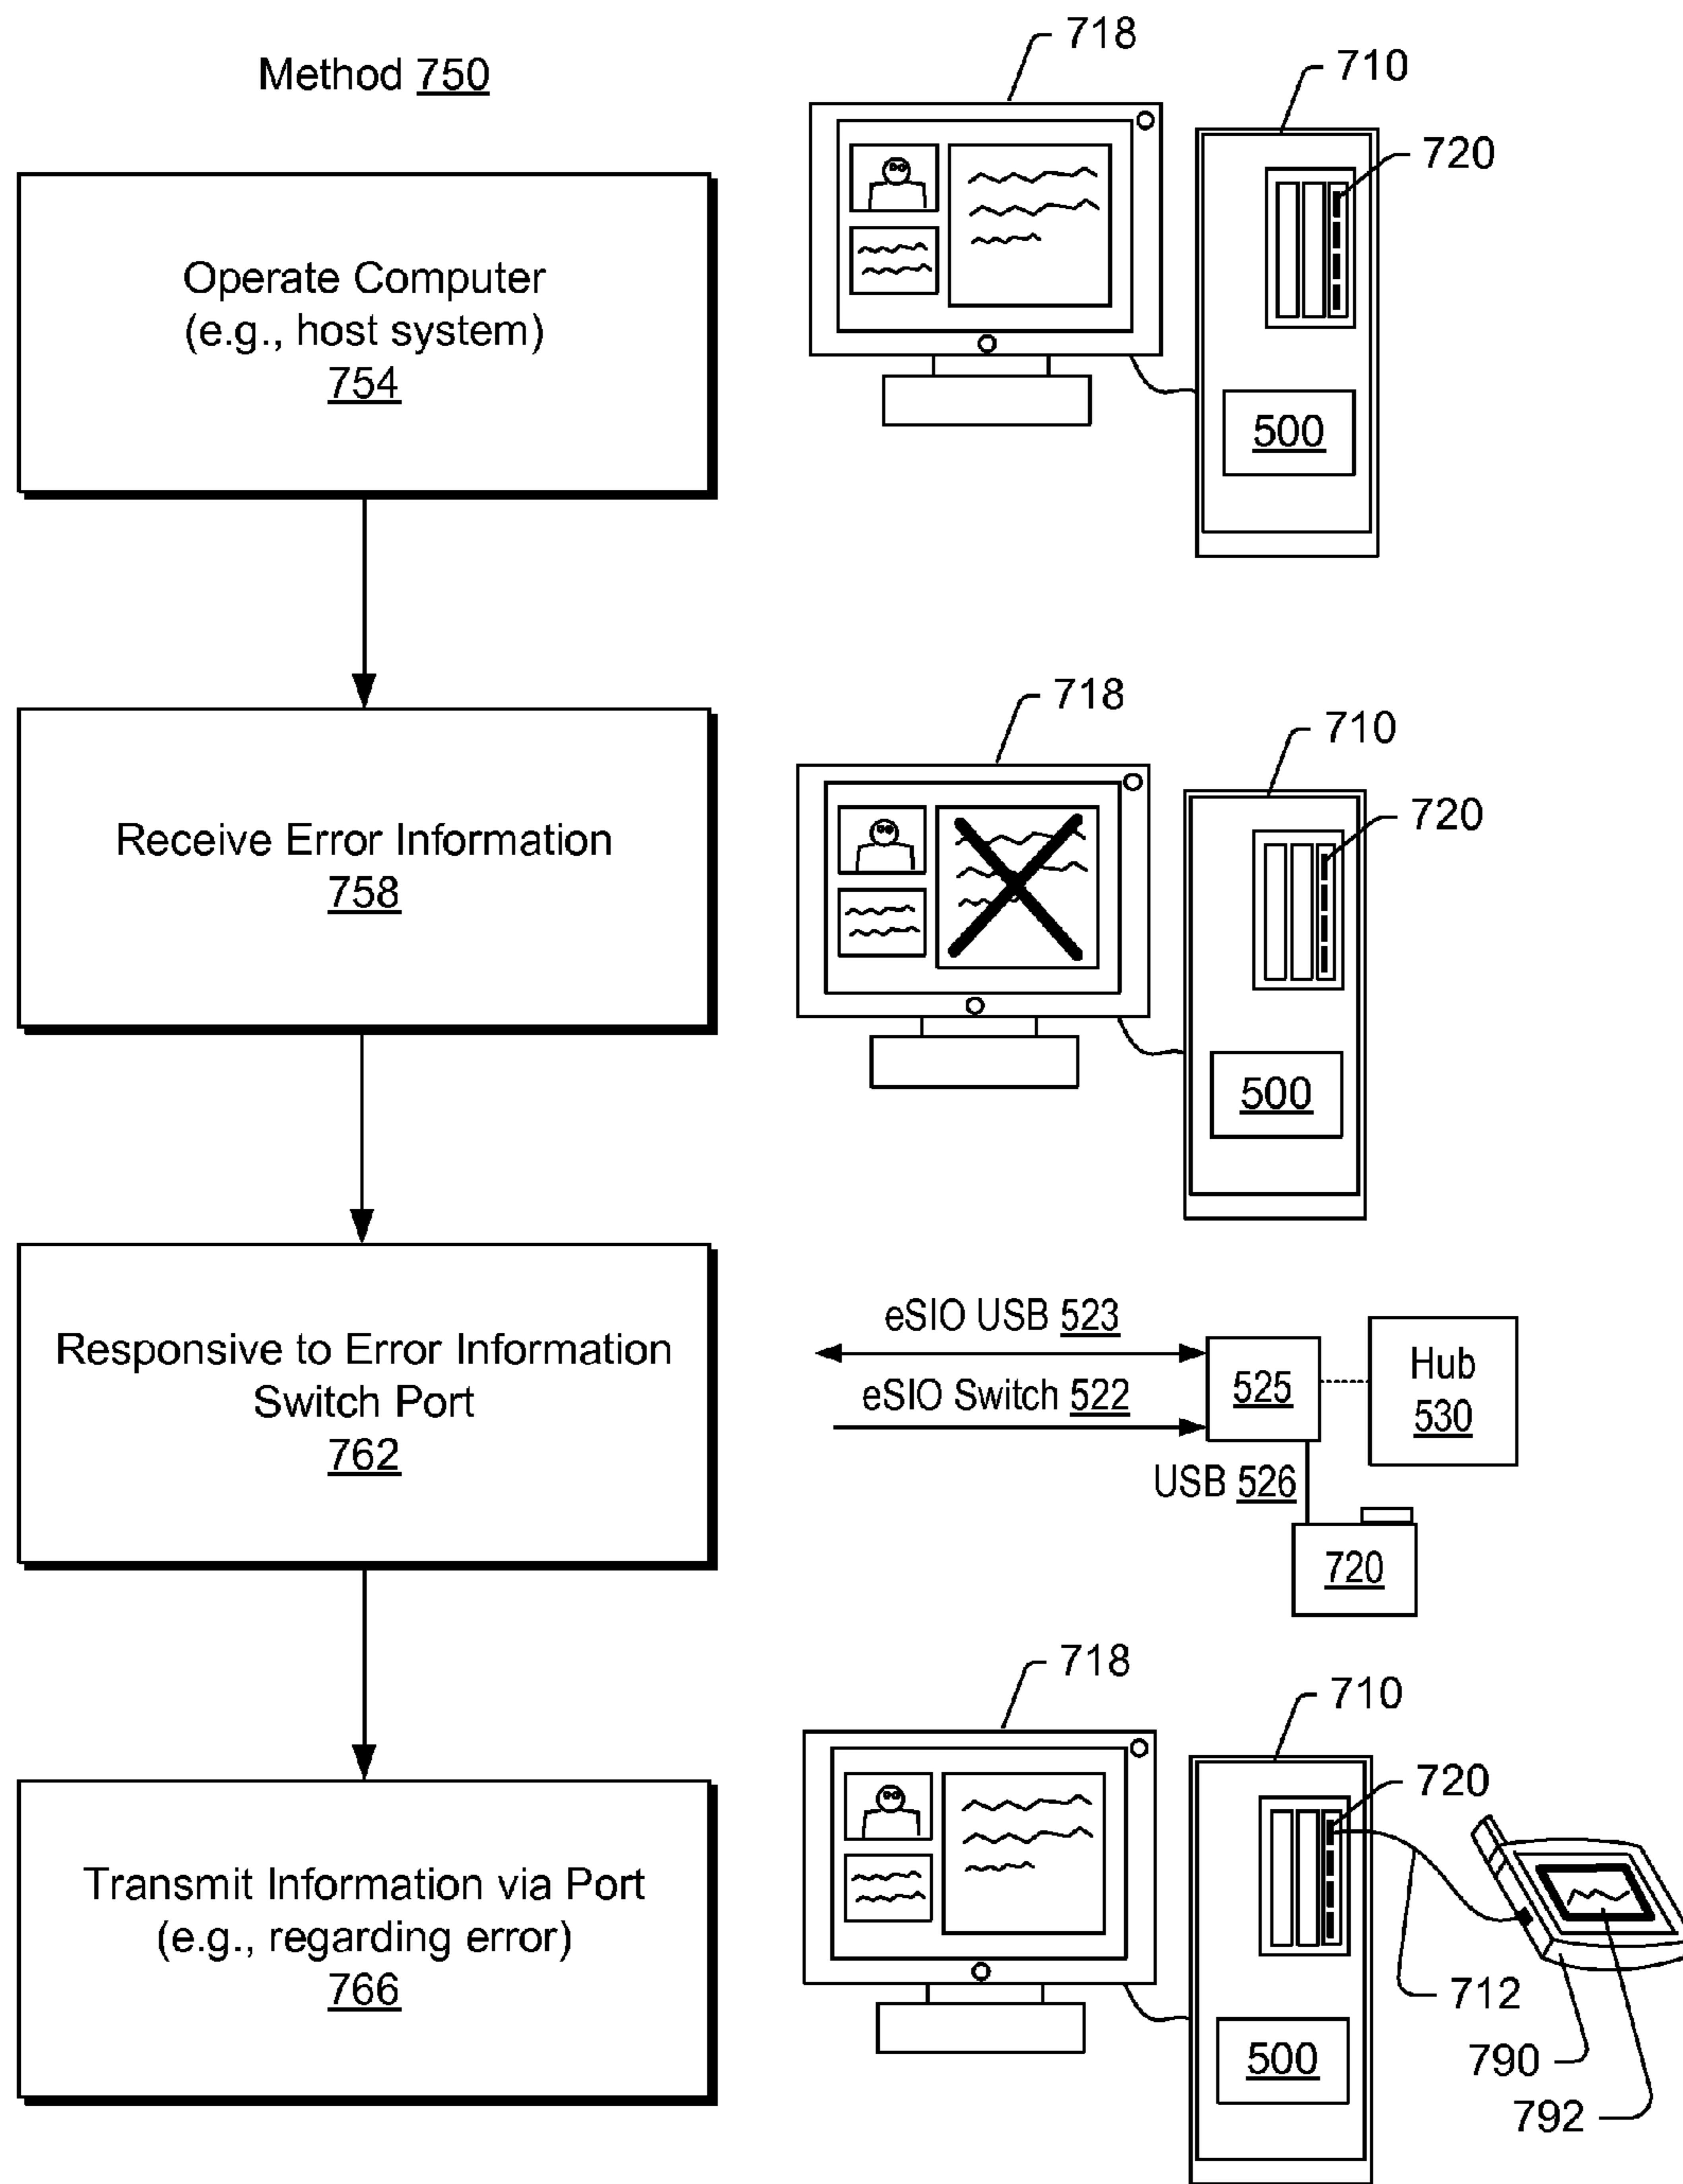 Method 750
718
710
720
Operate Computer
(e.g., host system)
754
500
718
710
720
Receive Error Information
758
500
eSIO USB 523
Hub
530
525
eSIO Switch 522
Responsive to Error Information
Switch Port
762
USB 526
720
718
710
720
Transmit Information via Port
(e.g., regarding error)
766
712
500
790
792